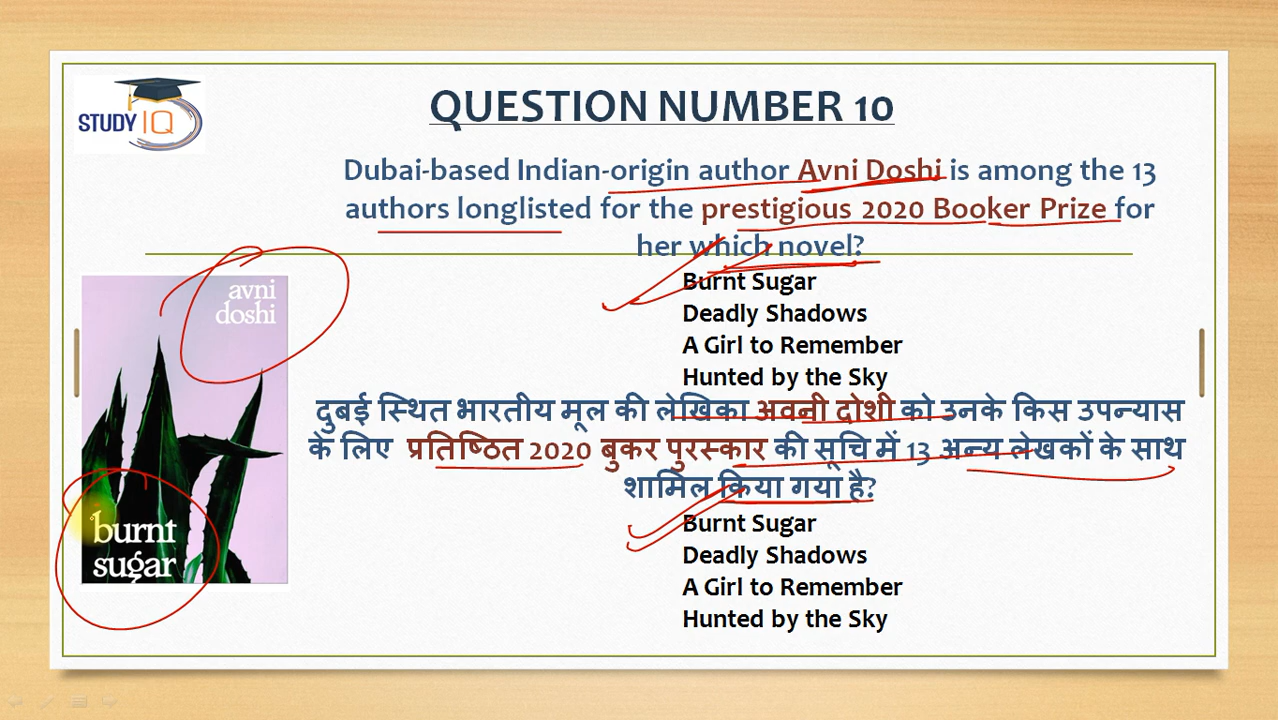 STUDY IQ
QUESTION NUMBER 10
Dubai-based Indian-origin author Avni Doshi is among the 13
authors longlisted for the prestigious 2020 Booker Prize for
her which novel?
Burnt Sugar
Deadly Shadows
A Girl to Remember
Hunted by the Sky
avni
doshi
burnt
sugar
दुबई स्थित भारतीय मूल की लेखिका अवनी दोशी को उनके किस उपन्यास
के लिए प्रतिष्ठित 2020 बुकर पुरस्कार की सूचि में 13 अन्य लेखकों के साथ
शामिल किया गया है?
Burnt Sugar
Deadly Shadows
A Girl to Remember
Hunted by the Sky